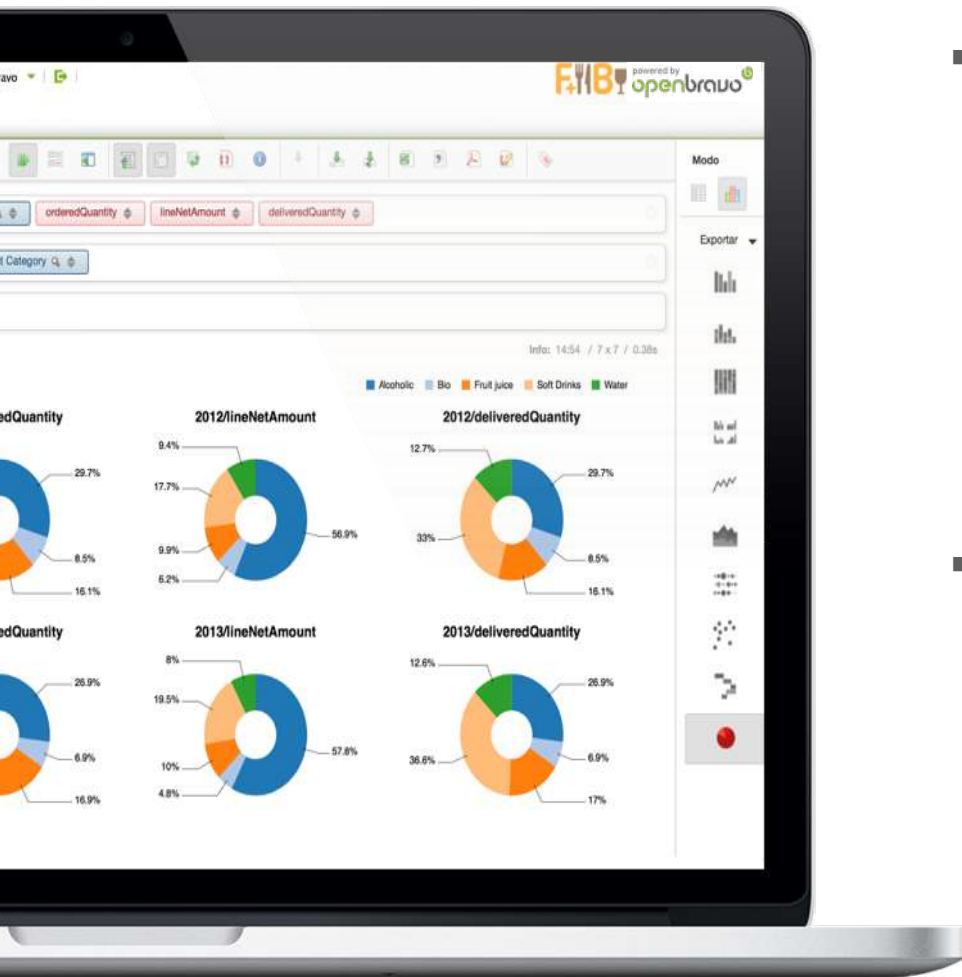 ravo
F+B powered by
openbravo
Modo
orderedQuantity lineNetAmount deliveredQuantity
Exportar
t Category
Info: 14:54 / 7 x 7 / 0.38s
Alcoholic Bio Fruit juice Soft Drinks Water
edQuantity 2012/lineNetAmount 2012/deliveredQuantity
29.7%
8.5%
16.1%
9.4%
17.7%
9.9%
6.2%
56.9%
12.7%
33%
29.7%
8.5%
16.1%
edQuantity 2013/lineNetAmount 2013/deliveredQuantity
26.9%
6.9%
16.9%
8%
19.5%
10%
4.8%
57.8%
12.6%
36.6%
26.9%
6.9%
17%